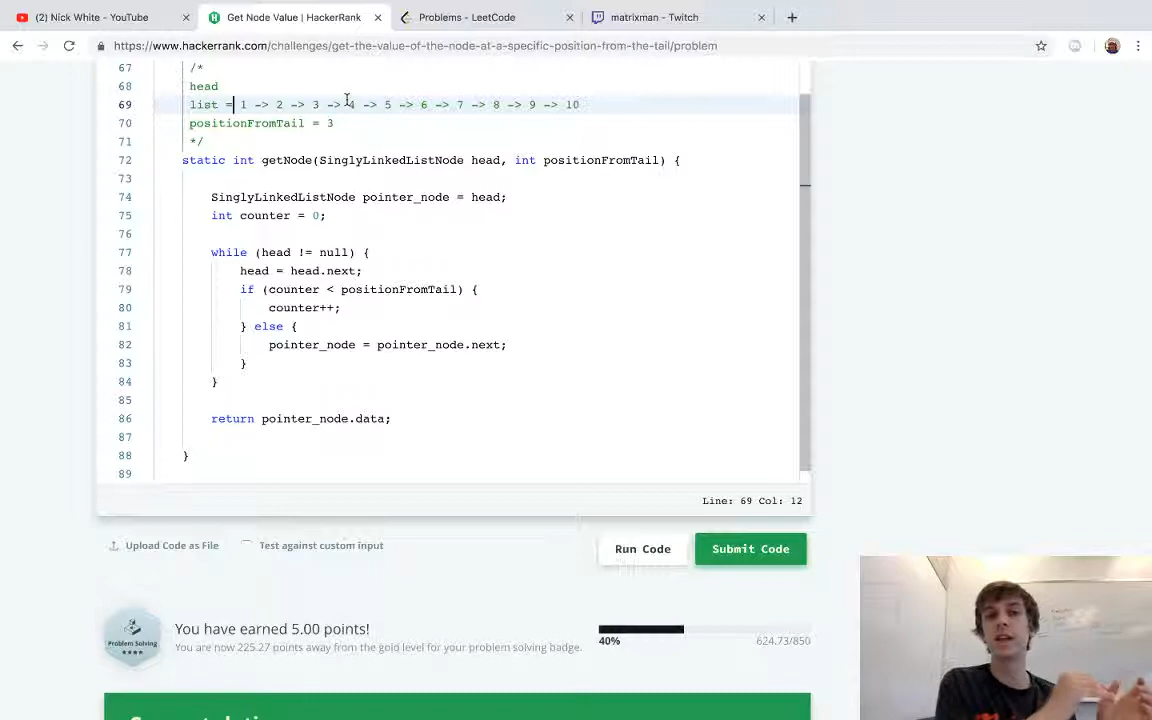 (2) Nick White - YouTube
Get Node Value | HackerRank
Problems - LeetCode
matrixman - Twitch
https://www.hackerrank.com/challenges/get-the-value-of-the-node-at-a-specific-position-from-the-tail/problem
67 /*
68 head
69 list = 1 -> 2 -> 3 -> 4 -> 5 -> 6 -> 7 -> 8 -> 9 -> 10
70 positionFromTail = 3
71 */
72 static int getNode(SinglyLinkedListNode head, int positionFromTail) {
73
74 SinglyLinkedListNode pointer_node = head;
75 int counter = 0;
76
77 while (head != null) {
78 head = head.next;
79 if (counter < positionFromTail) {
80 counter++;
81 } else {
82 pointer_node = pointer_node.next;
83 }
84 }
85
86 return pointer_node.data;
87
88 }
89
Line: 69 Col: 12
Upload Code as File
Test against custom input
Run Code
Submit Code
Problem Solving
You have earned 5.00 points!
You are now 225.27 points away from the gold level for your problem solving badge.
40%
624.73/850